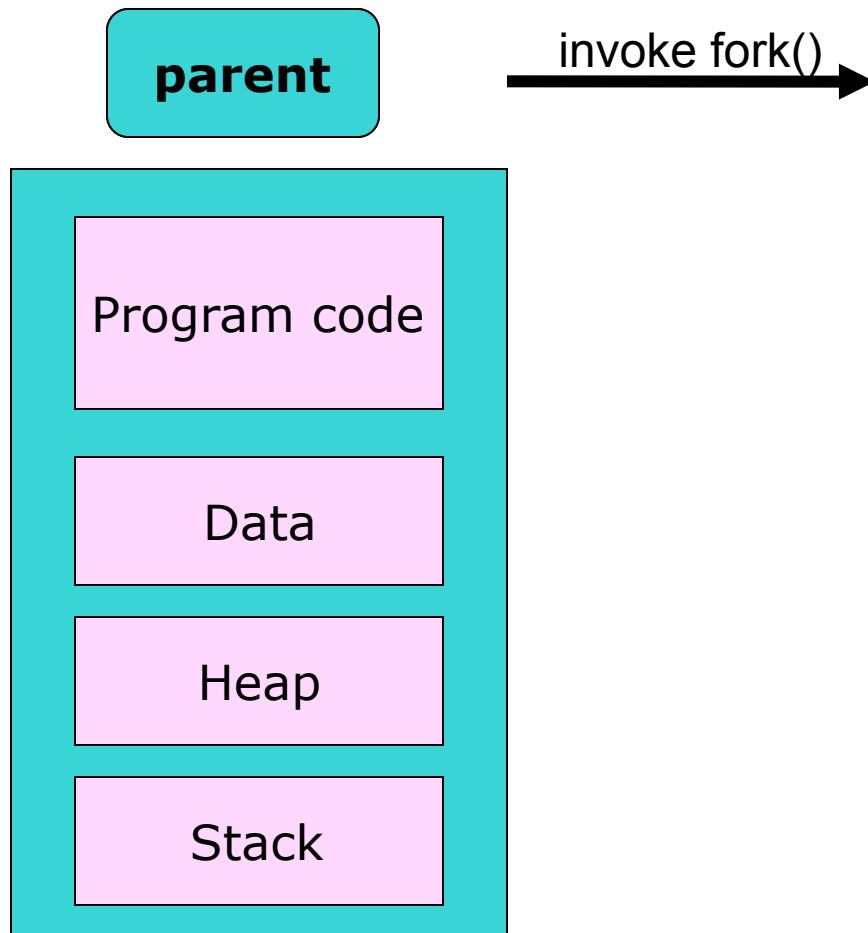 parent
invoke fork()
Program code
Data
Heap
Stack